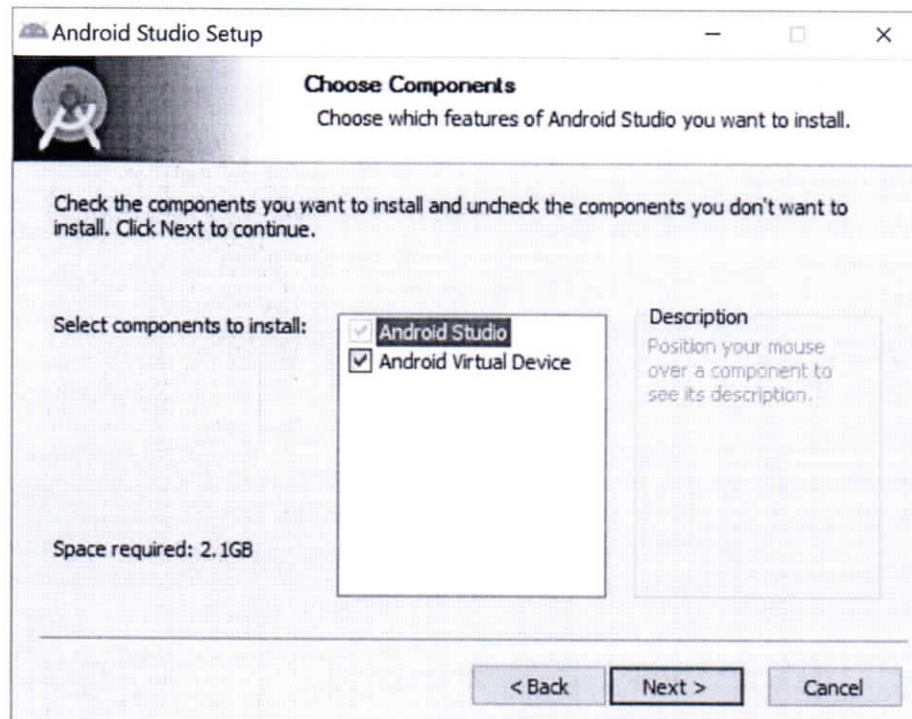 Android Studio Setup
Choose Components
Choose which features of Android Studio you want to install.
Check the components you want to install and uncheck the components you don't want to
install. Click Next to continue.
Select components to install:
Android Studio
Android Virtual Device
Description
Position your mouse
over a component to
see its description.
Space required: 2.1GB
< Back
Next >
Cancel